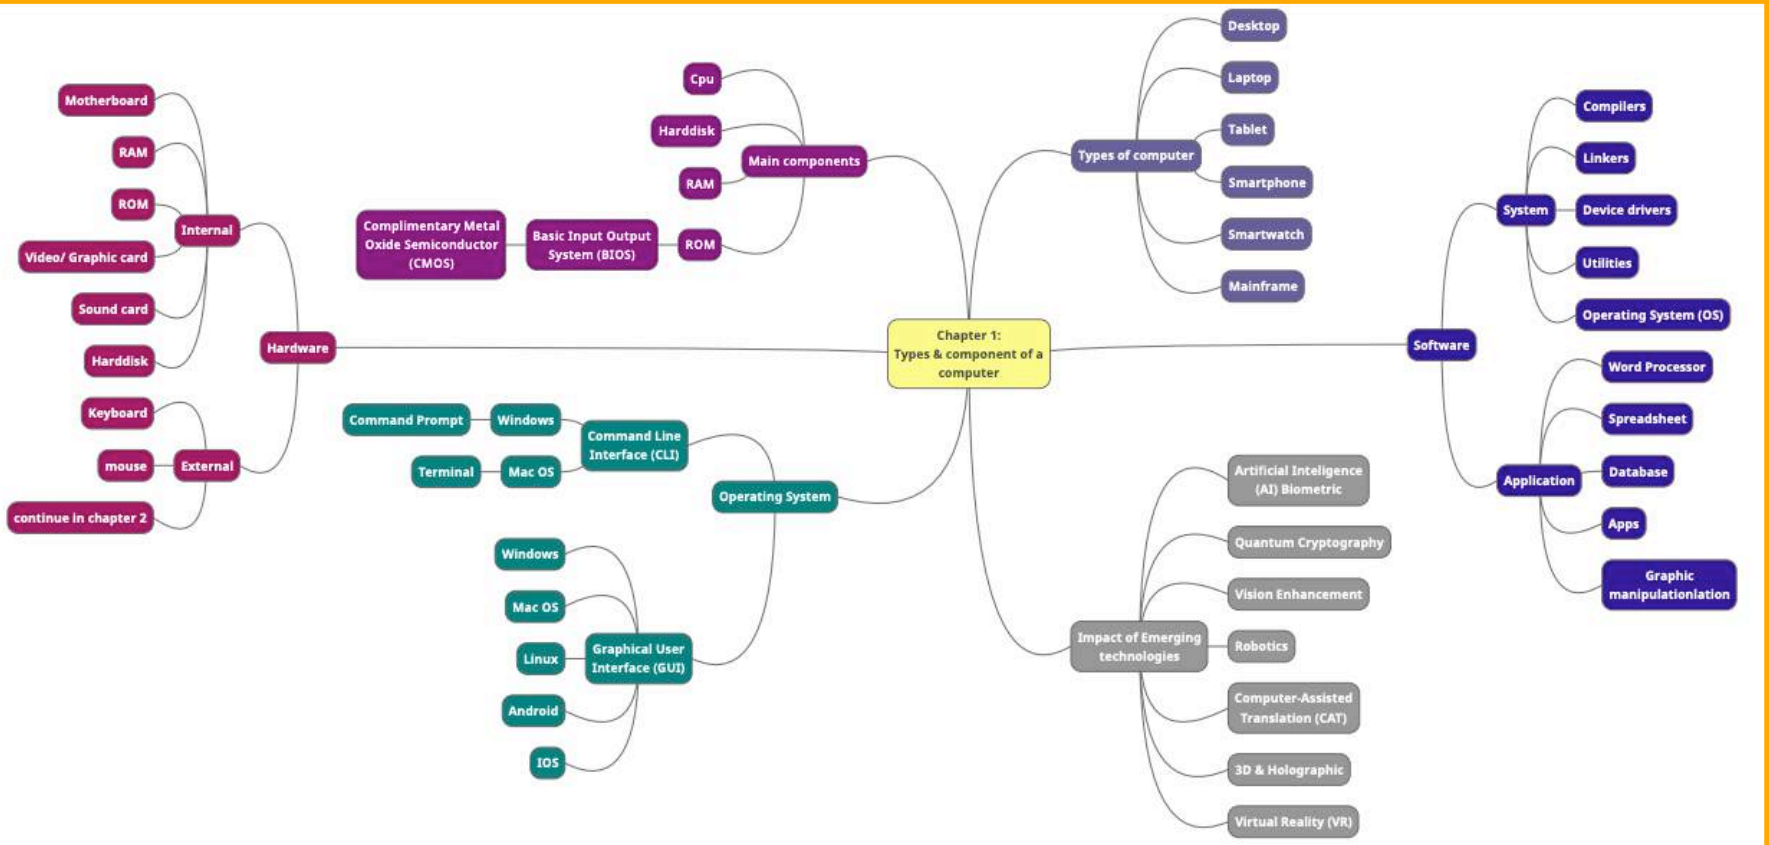 Chapter 1:
Types & component of a
computer
Types of computer
Desktop
Laptop
Tablet
Smartphone
Smartwatch
Mainframe
Software
System
Compilers
Linkers
Device drivers
Utilities
Operating System (OS)
Application
Word Processor
Spreadsheet
Database
Apps
Graphic
manipulationlation
Impact of Emerging
technologies
Artificial Inteligence
(AI) Biometric
Quantum Cryptography
Vision Enhancement
Robotics
Computer-Assisted
Translation (CAT)
3D & Holographic
Virtual Reality (VR)
Main components
Cpu
Harddisk
RAM
ROM
Basic Input Output
System (BIOS)
Complimentary Metal
Oxide Semiconductor
(CMOS)
Hardware
Internal
Motherboard
RAM
ROM
Video/ Graphic card
Sound card
Harddisk
External
Keyboard
mouse
continue in chapter 2
Operating System
Command Line
Interface (CLI)
Windows
Command Prompt
Mac OS
Terminal
Graphical User
Interface (GUI)
Windows
Mac OS
Linux
Android
IOS